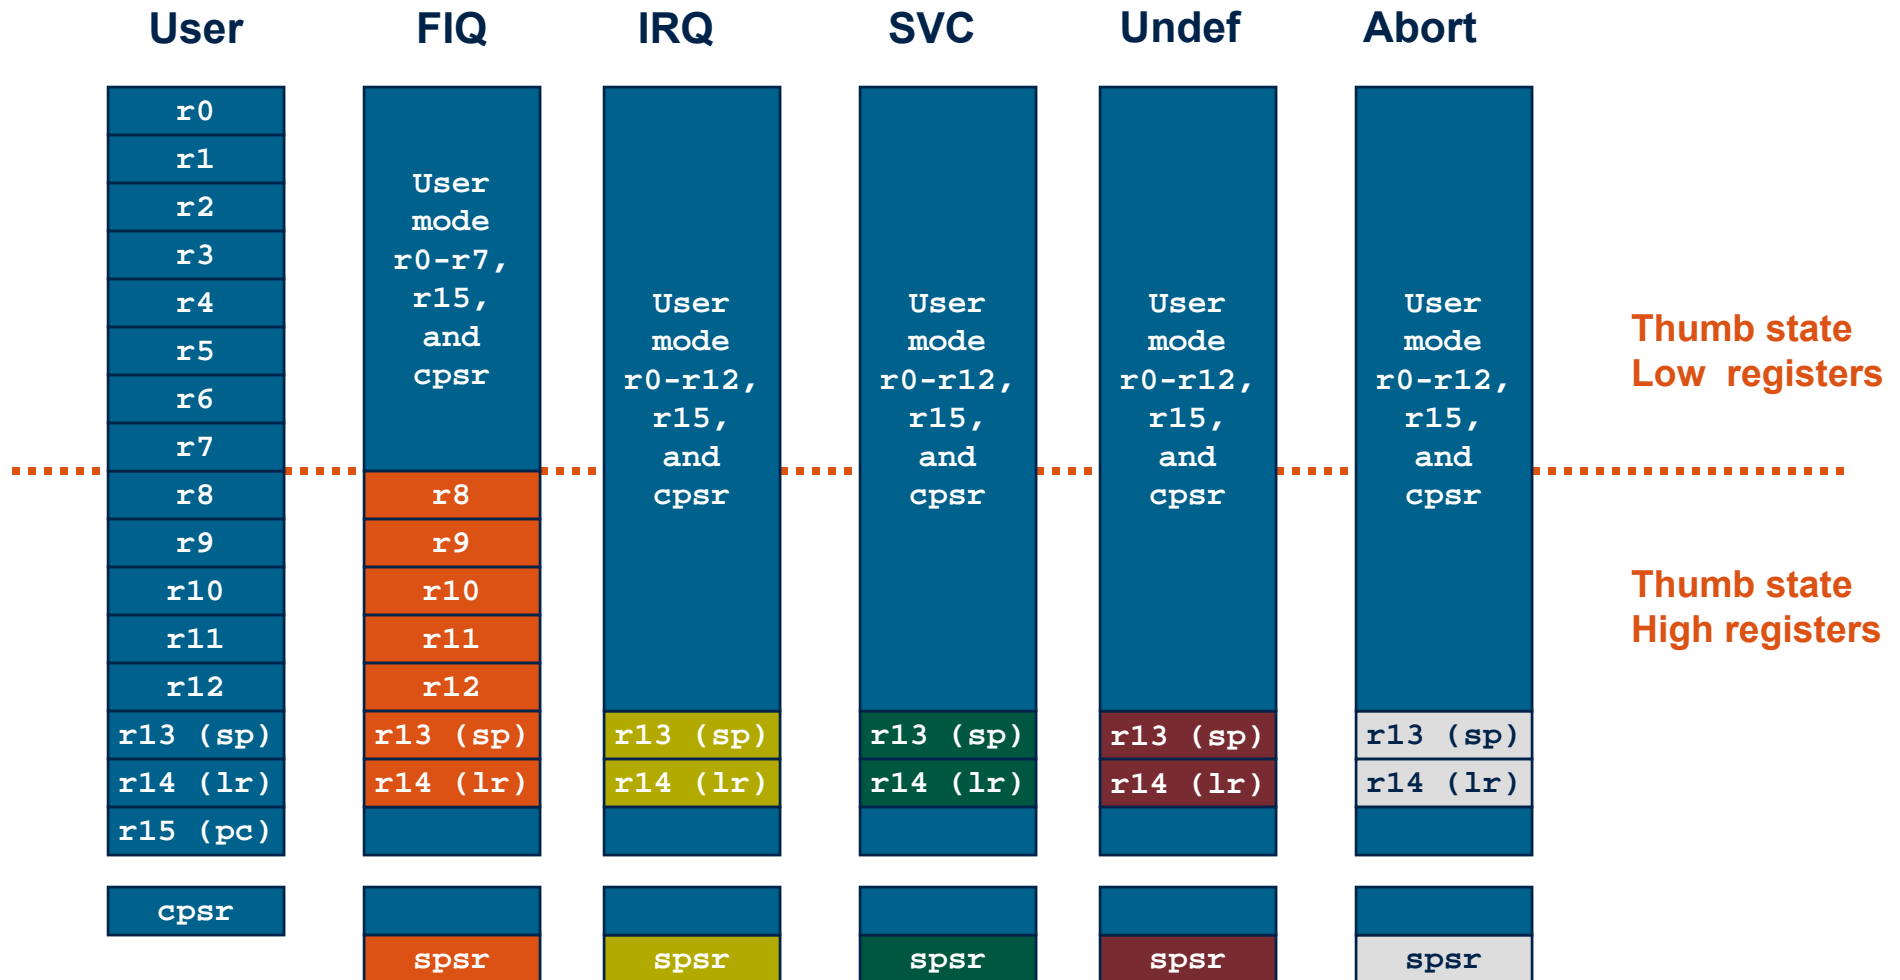 User FIQ IRQ SVC Undef Abort
r0
r1
r2
r3
r4
r5
r6
r7
r8
r9
r10
r11
r12
r13 (sp)
r14 (lr)
r15 (pc)
cpsr
User
mode
r0-r7,
r15,
and
cpsr
r8
r9
r10
r11
r12
r13 (sp)
r14 (lr)
spsr
User
mode
r0-r12,
r15,
and
cpsr
r13 (sp)
r14 (lr)
spsr
User
mode
r0-r12,
r15,
and
cpsr
r13 (sp)
r14 (lr)
spsr
User
mode
r0-r12,
r15,
and
cpsr
r13 (sp)
r14 (lr)
spsr
User
mode
r0-r12,
r15,
and
cpsr
r13 (sp)
r14 (lr)
spsr
Thumb state
Low registers
Thumb state
High registers